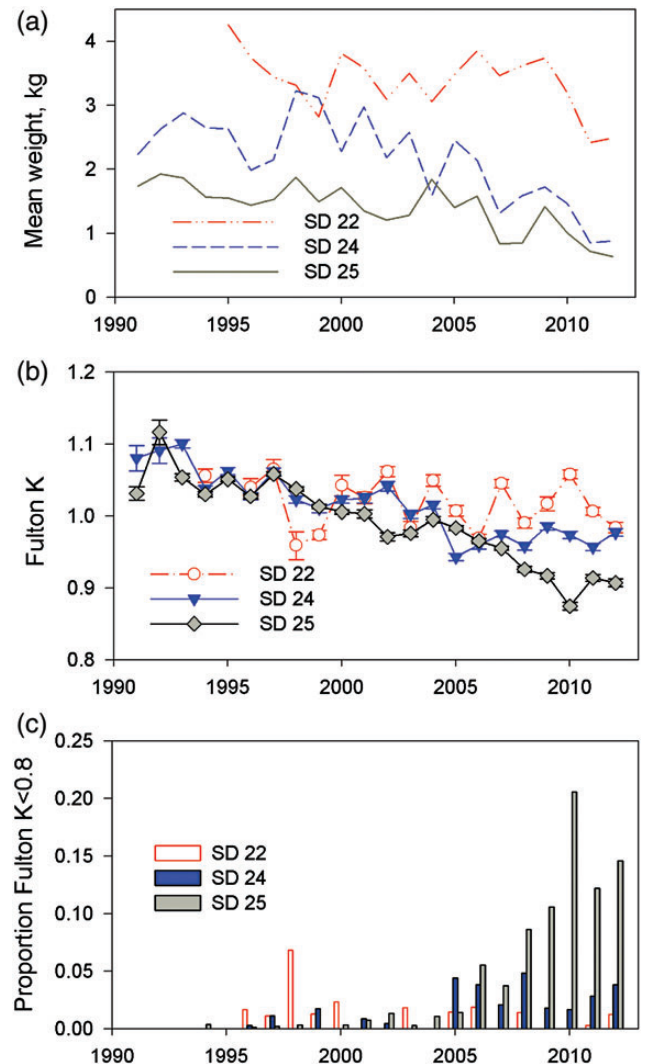 (a)
Mean weight, kg
4
3
2
1
0
SD 22
SD 24
SD 25
1990 1995 2000 2005 2010
(b)
Fulton K
1.2
1.1
1.0
0.9
0.8
SD 22
SD 24
SD 25
1990 1995 2000 2005 2010
(c)
Proportion Fulton K<0.8
0.25
0.20
0.15
0.10
0.05
0.00
SD 22
SD 24
SD 25
1990 1995 2000 2005 2010